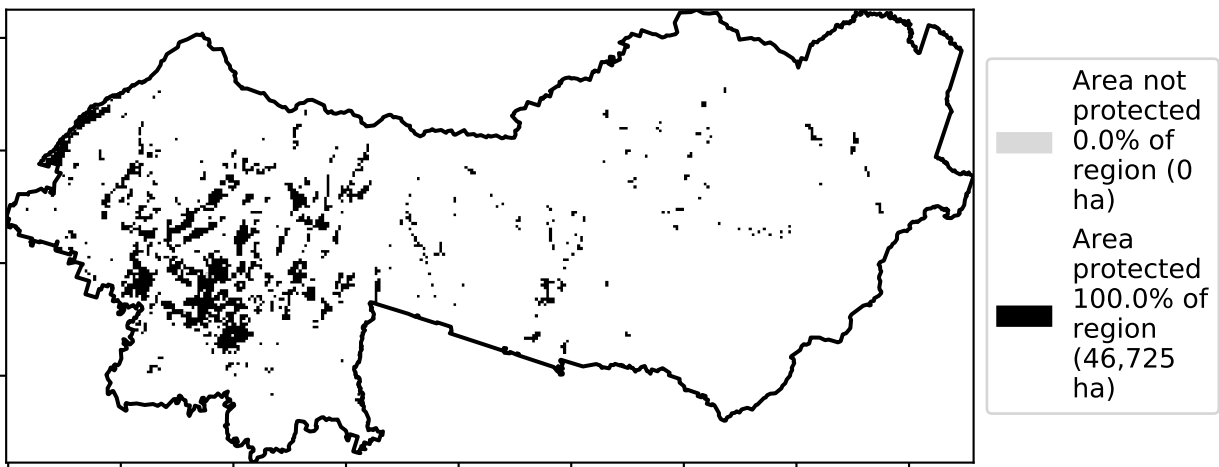 Area not
protected
0.0% of
region (0
ha)
Area
protected
100.0% of
region
(46,725
ha)